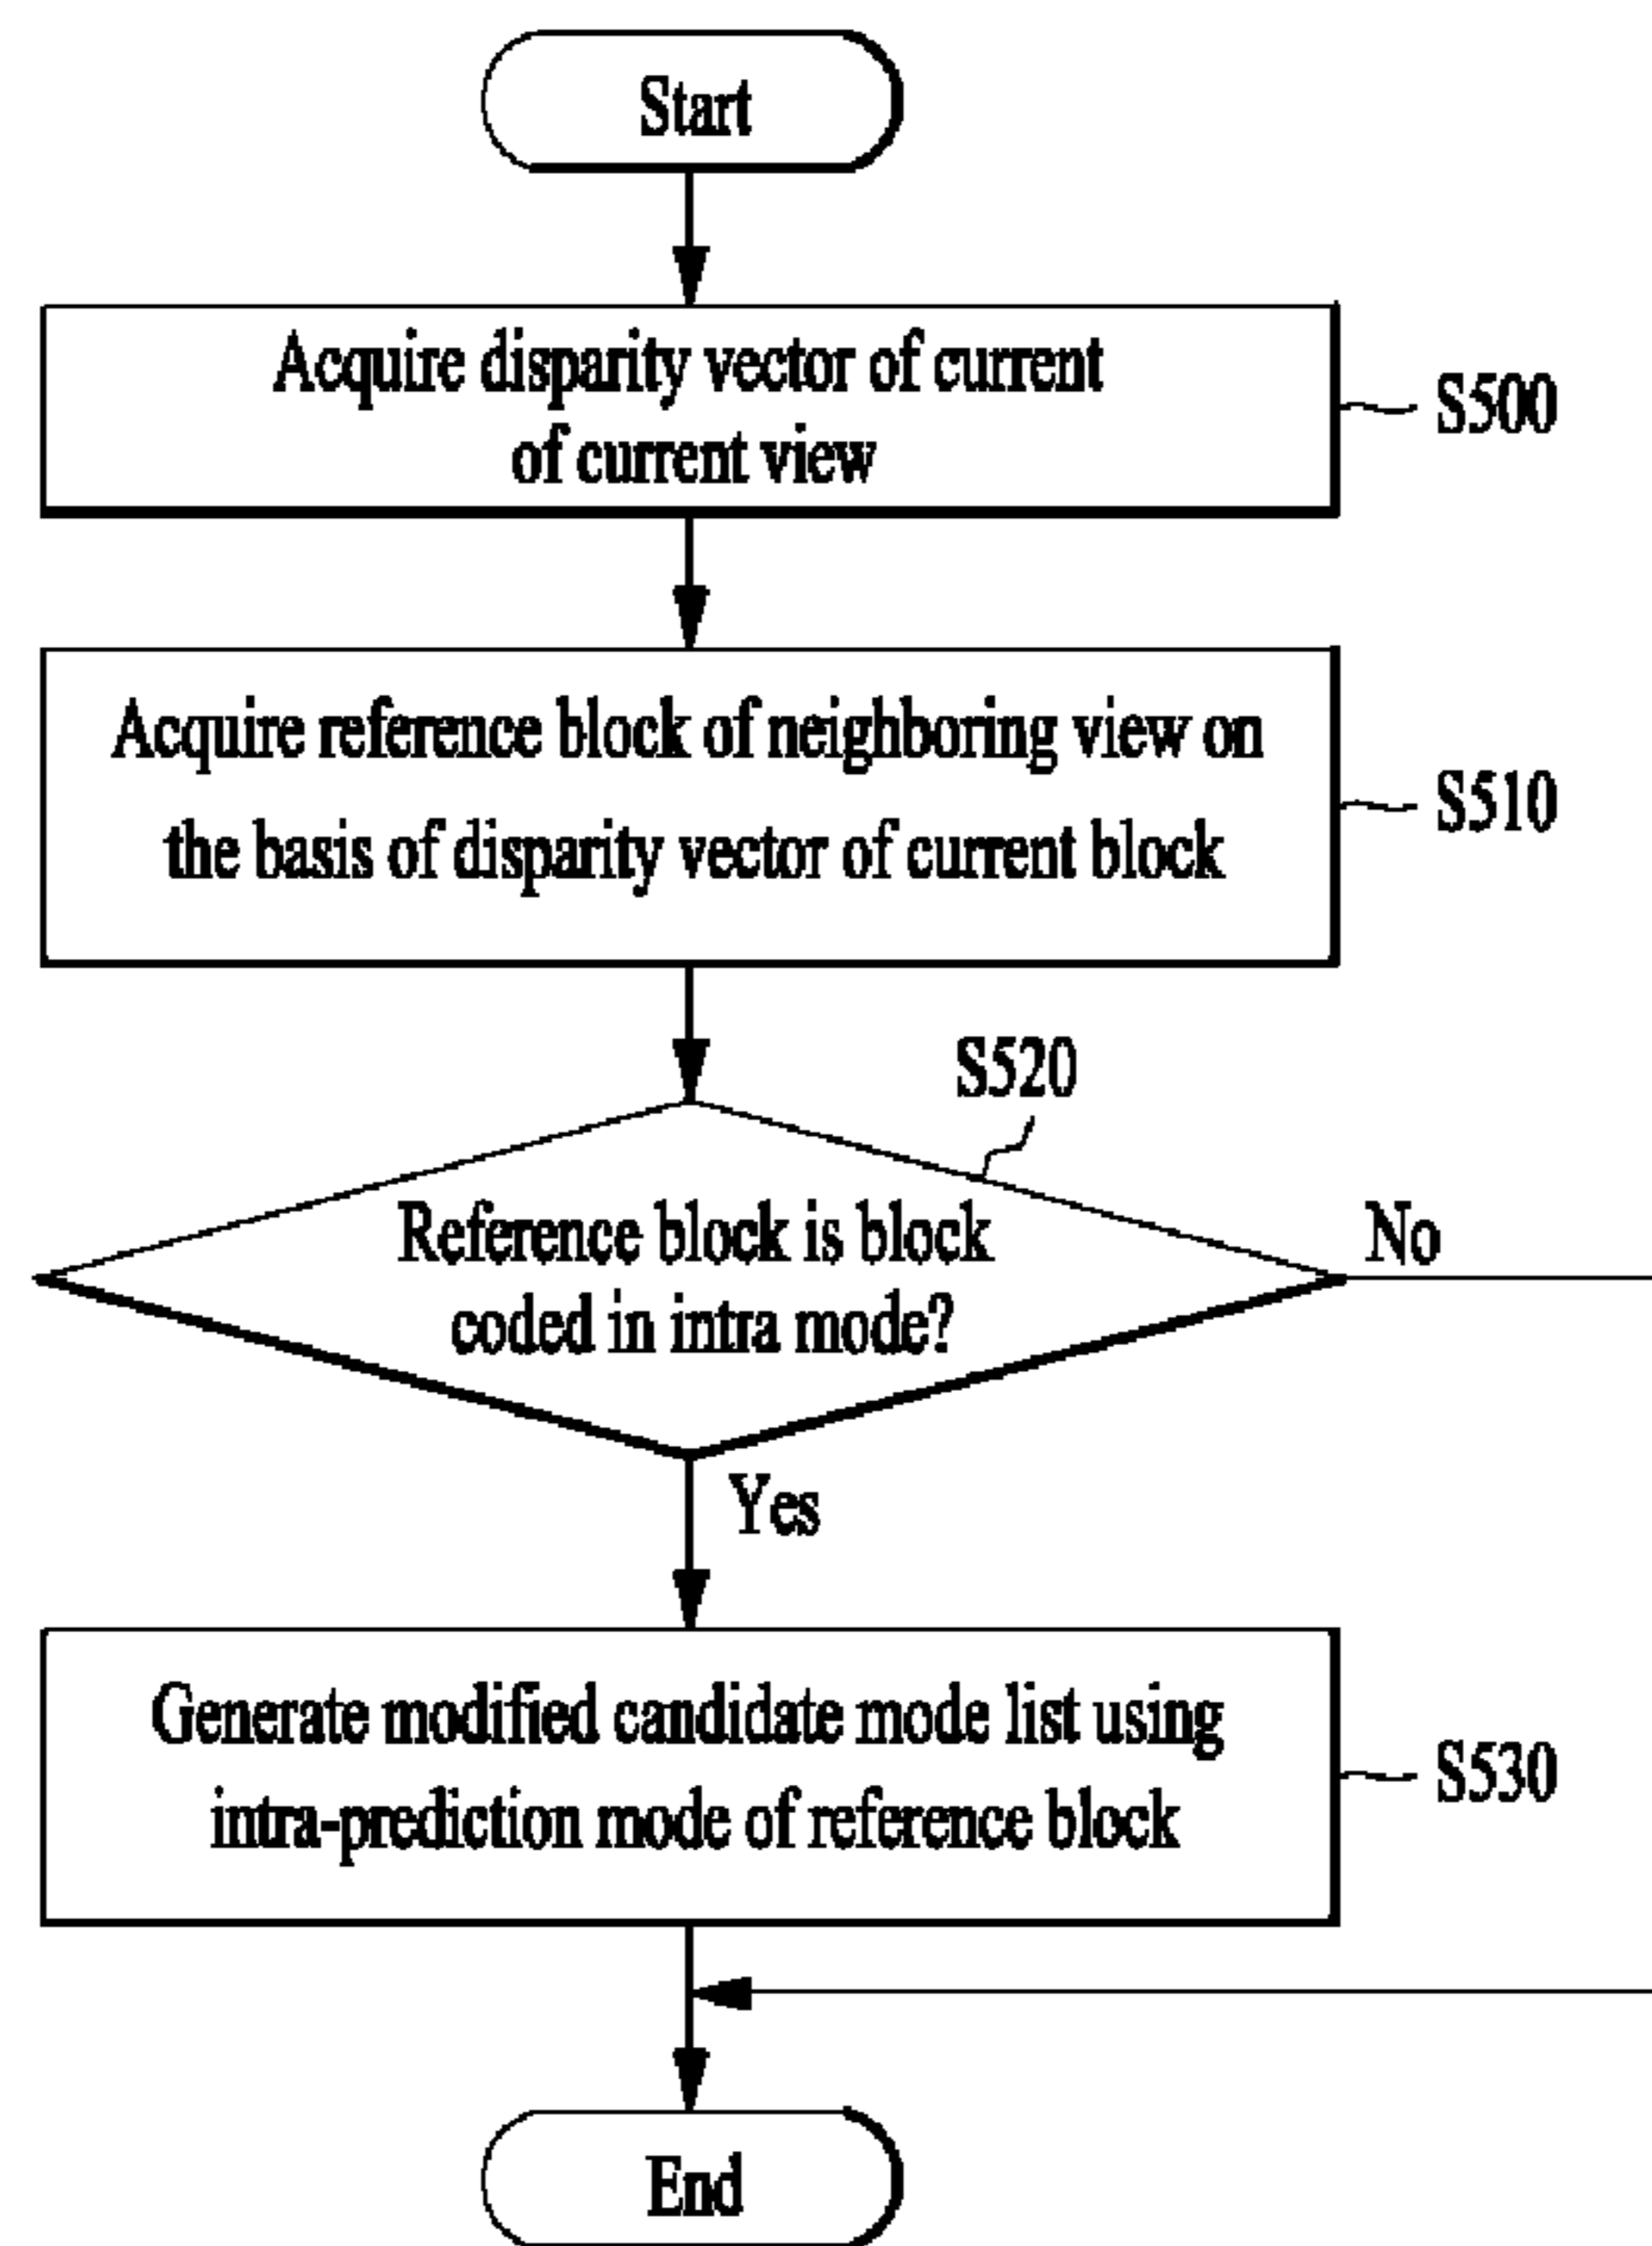 Start
Acquire disparity vector of current
of current view
S500
Acquire reference block of neighboring view on
the basis of disparity vector of current block
S510
S520
Reference block is block
coded in intra mode?
No
Yes
Generate modified candidate mode list using
intra-prediction mode of reference block
S530
End